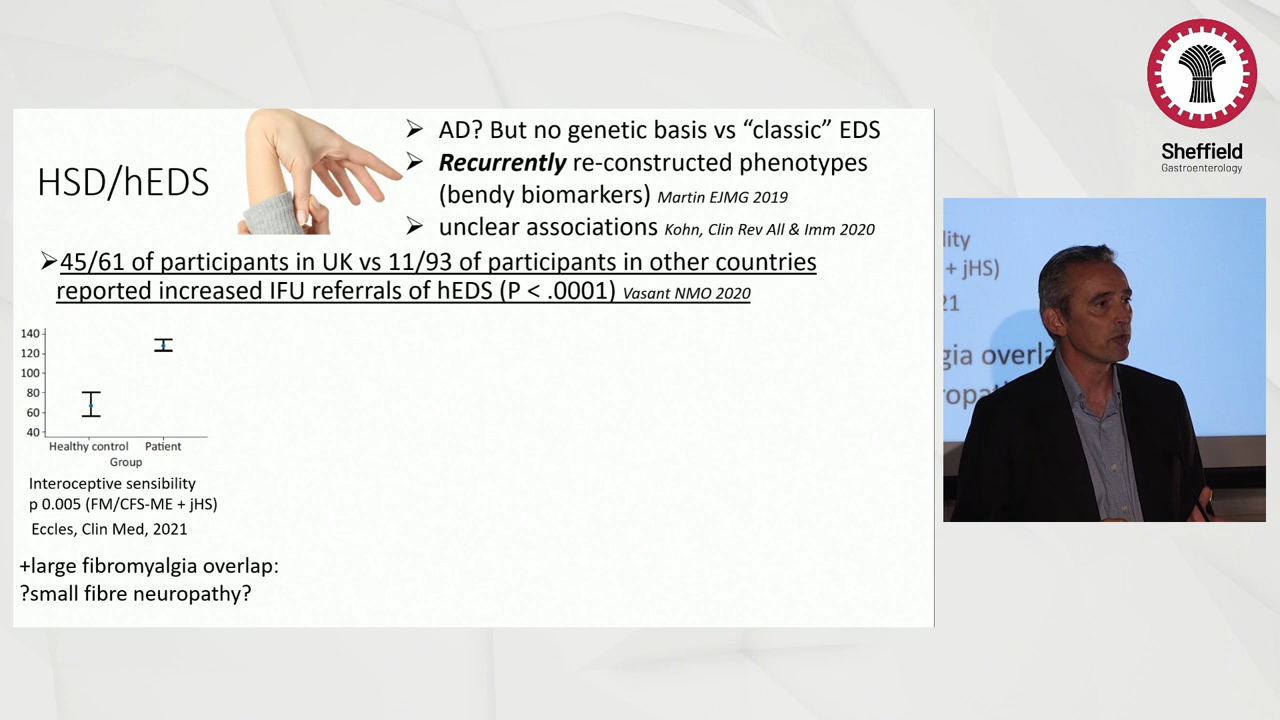 HSD/hEDS
➢ AD? But no genetic basis vs “classic” EDS
➢ Recurrently re-constructed phenotypes
(bendy biomarkers) Martin EJMG 2019
➢ unclear associations Kohn, Clin Rev All & Imm 2020
➢45/61 of participants in UK vs 11/93 of participants in other countries
reported increased IFU referrals of hEDS (P < .0001) Vasant NMO 2020
140
120
100
80
60
40
Healthy control Patient
Group
Interoceptive sensibility
p 0.005 (FM/CFS-ME + jHS)
Eccles, Clin Med, 2021
+large fibromyalgia overlap:
?small fibre neuropathy?
Sheffield
Gastroenterology
lity
+ jHS)
21
gia overla
ropat